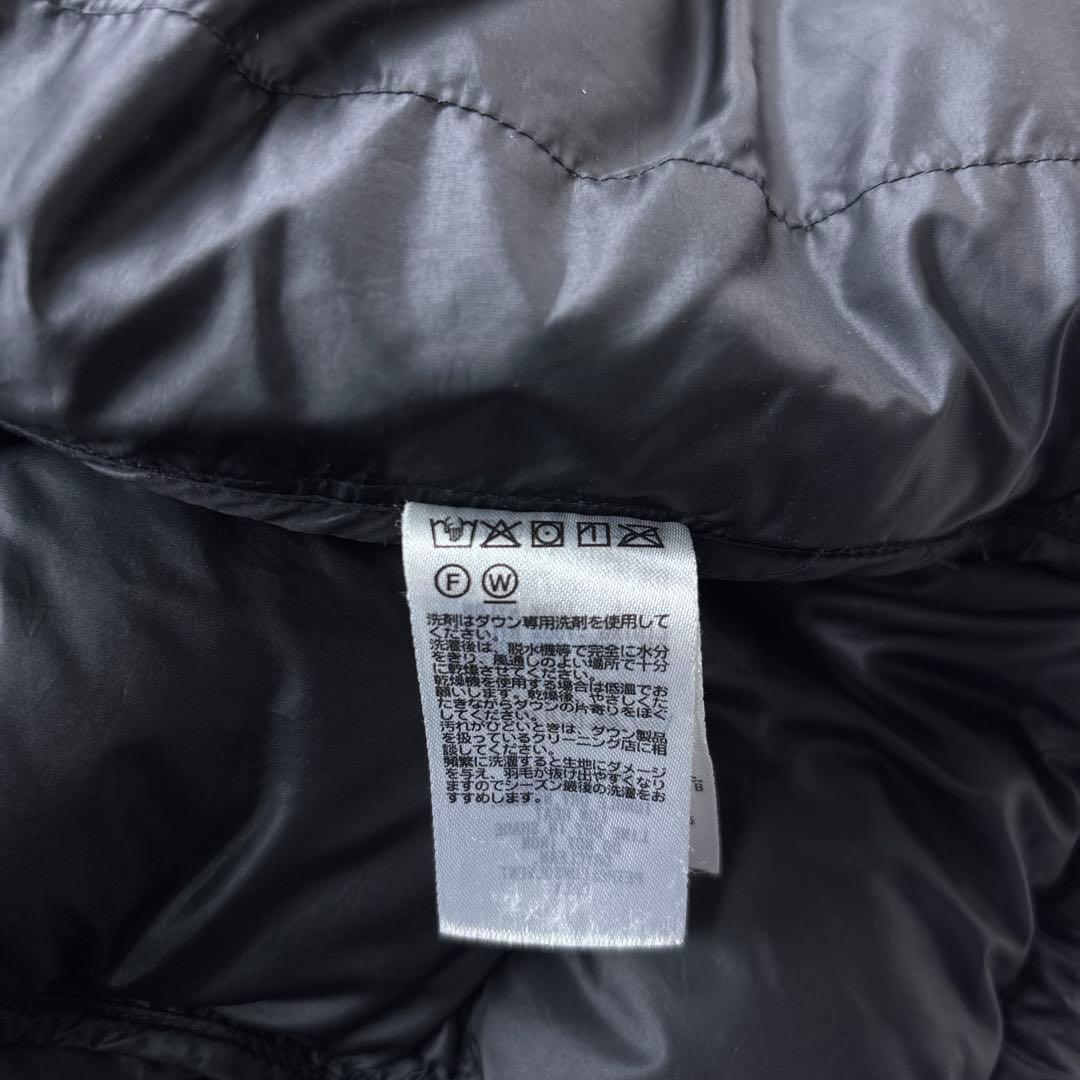 F W
洗剤はダウン専用洗剤を使用して
ください。
洗濯後は、脱水機等で完全に水分
をきり、風通しのよい場所で十分
に乾燥させてください。
乾燥機を使用する場合は低温でお
願いします。乾燥後、やさしくた
たきながらダウンの片寄りをほぐ
してください。
汚れがひどいときは、ダウン製品
を扱っているクリーニング店に相
談してください。
頻繁に洗濯すると生地にダメージ
を与え、羽毛が抜け出やすくなり
ますのでシーズン最後の洗濯をお
すすめします。